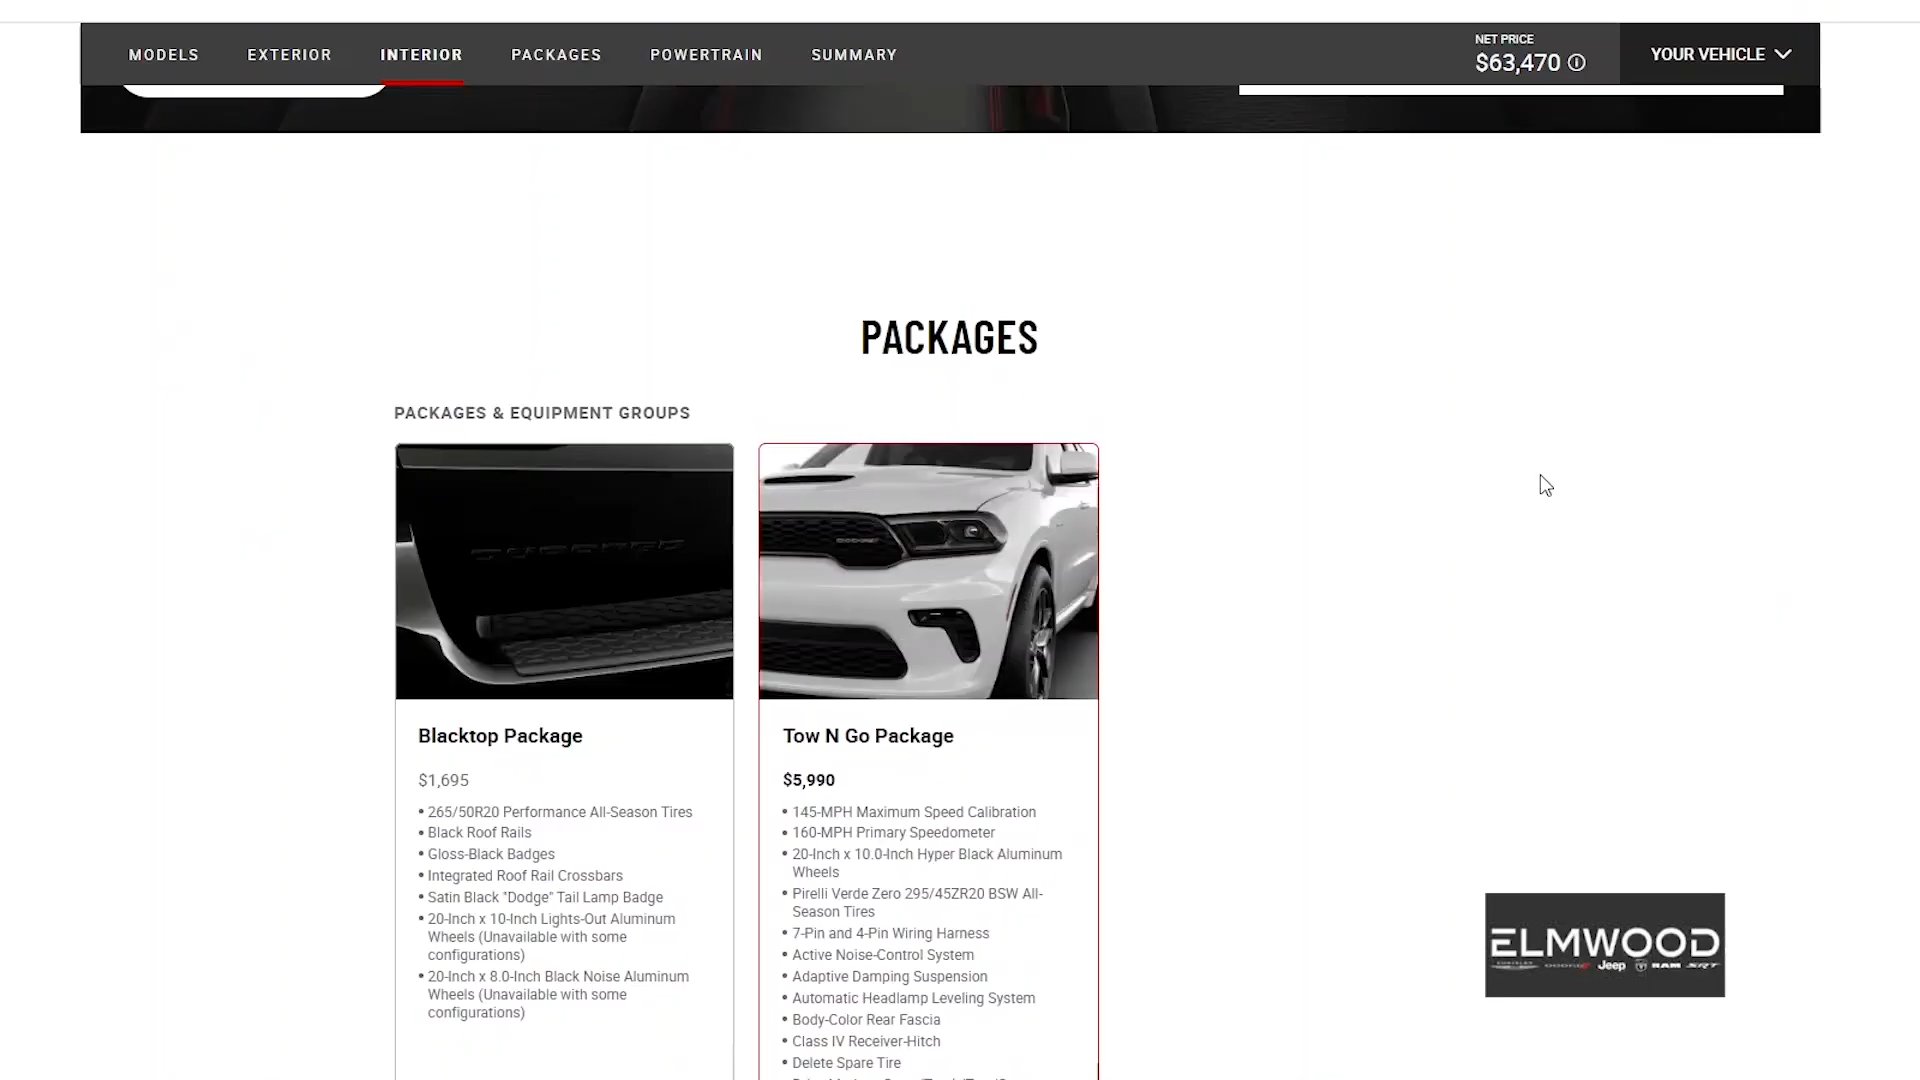 MODELS EXTERIOR INTERIOR PACKAGES POWERTRAIN SUMMARY
NET PRICE
$63,470
YOUR VEHICLE
PACKAGES
PACKAGES & EQUIPMENT GROUPS
DURANGO
DODGE
Blacktop Package
$1,695
• 265/50R20 Performance All-Season Tires
• Black Roof Rails
• Gloss-Black Badges
• Integrated Roof Rail Crossbars
• Satin Black "Dodge" Tail Lamp Badge
• 20-Inch x 10-Inch Lights-Out Aluminum
Wheels (Unavailable with some
configurations)
• 20-Inch x 8.0-Inch Black Noise Aluminum
Wheels (Unavailable with some
configurations)
Tow N Go Package
$5,990
• 145-MPH Maximum Speed Calibration
• 160-MPH Primary Speedometer
• 20-Inch x 10.0-Inch Hyper Black Aluminum
Wheels
• Pirelli Verde Zero 295/45ZR20 BSW All-
Season Tires
• 7-Pin and 4-Pin Wiring Harness
• Active Noise-Control System
• Adaptive Damping Suspension
• Automatic Headlamp Leveling System
• Body-Color Rear Fascia
• Class IV Receiver-Hitch
• Delete Spare Tire
ELMWOOD
CHRYSLER DODGE Jeep RAM SRT